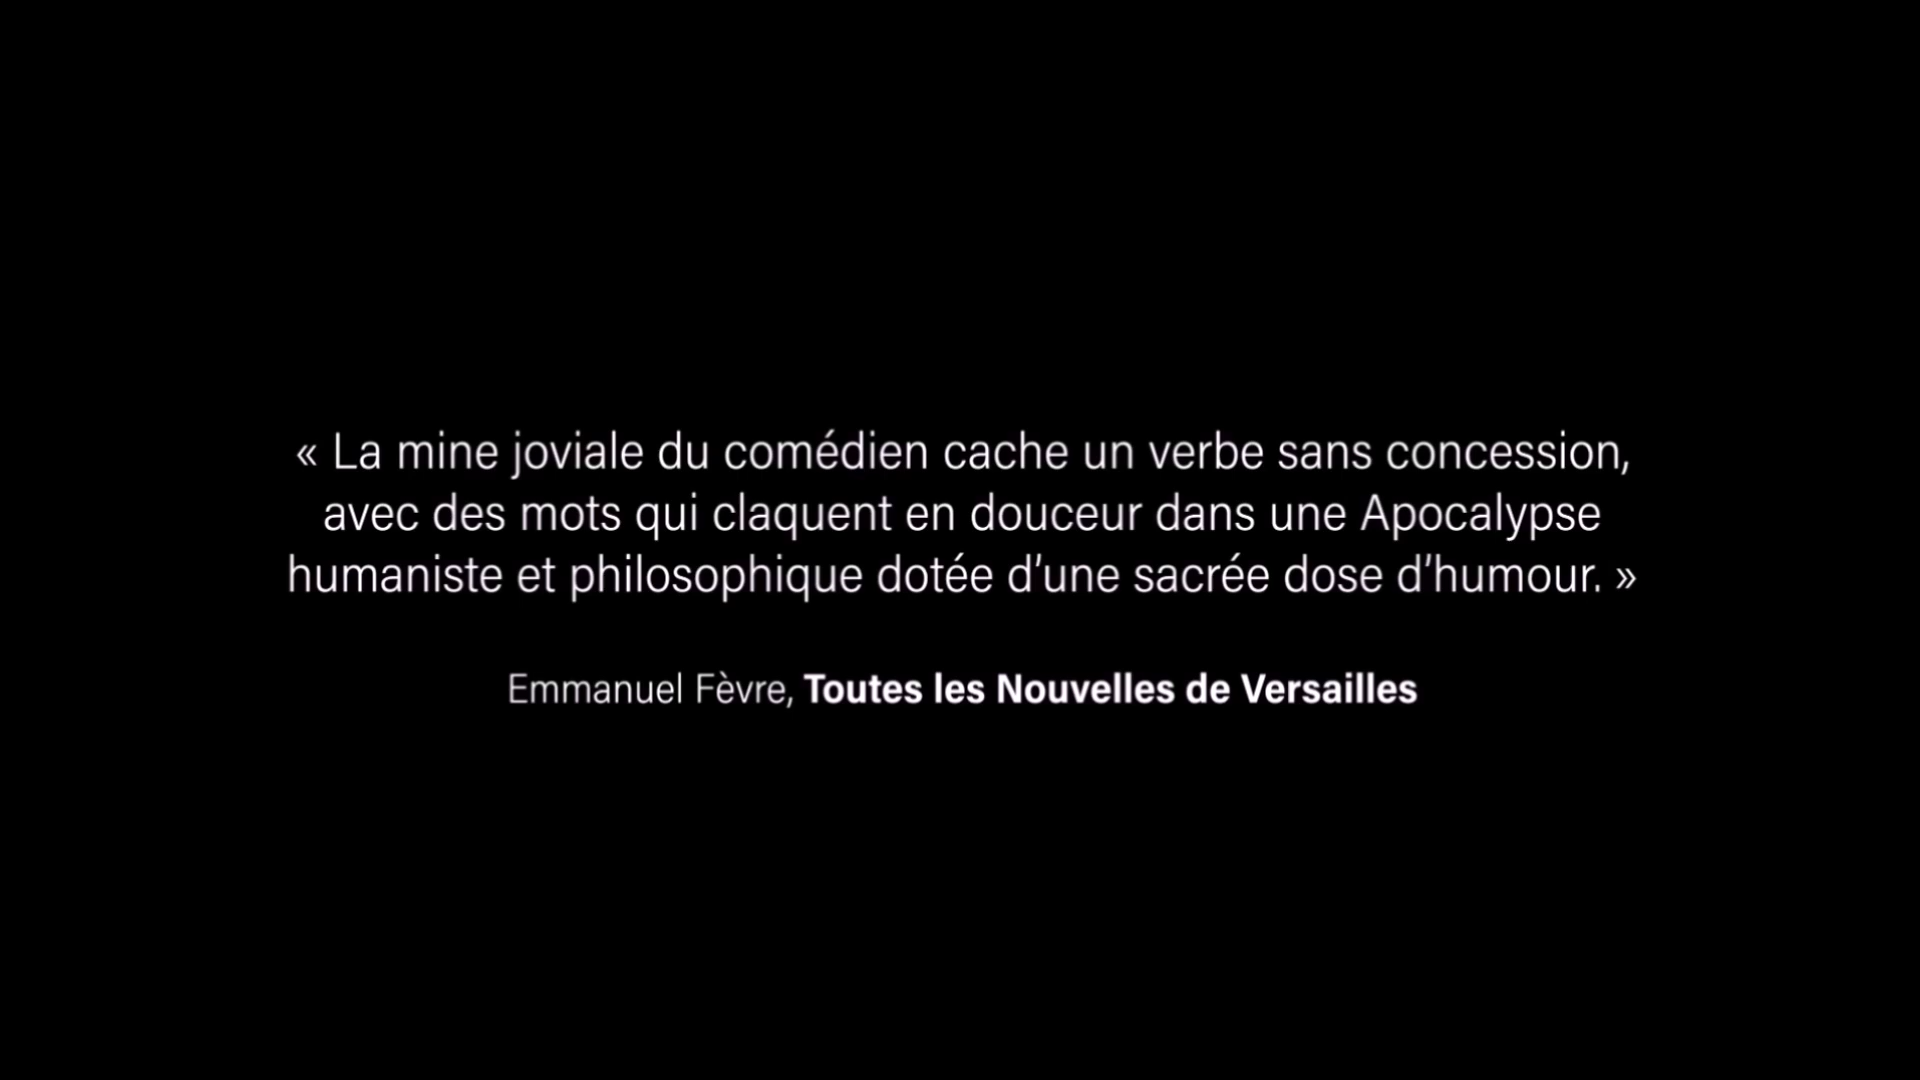 « La mine joviale du comédien cache un verbe sans concession,
avec des mots qui claquent en douceur dans une Apocalypse
humaniste et philosophique dotée d’une sacrée dose d’humour. »
Emmanuel Fèvre, Toutes les Nouvelles de Versailles